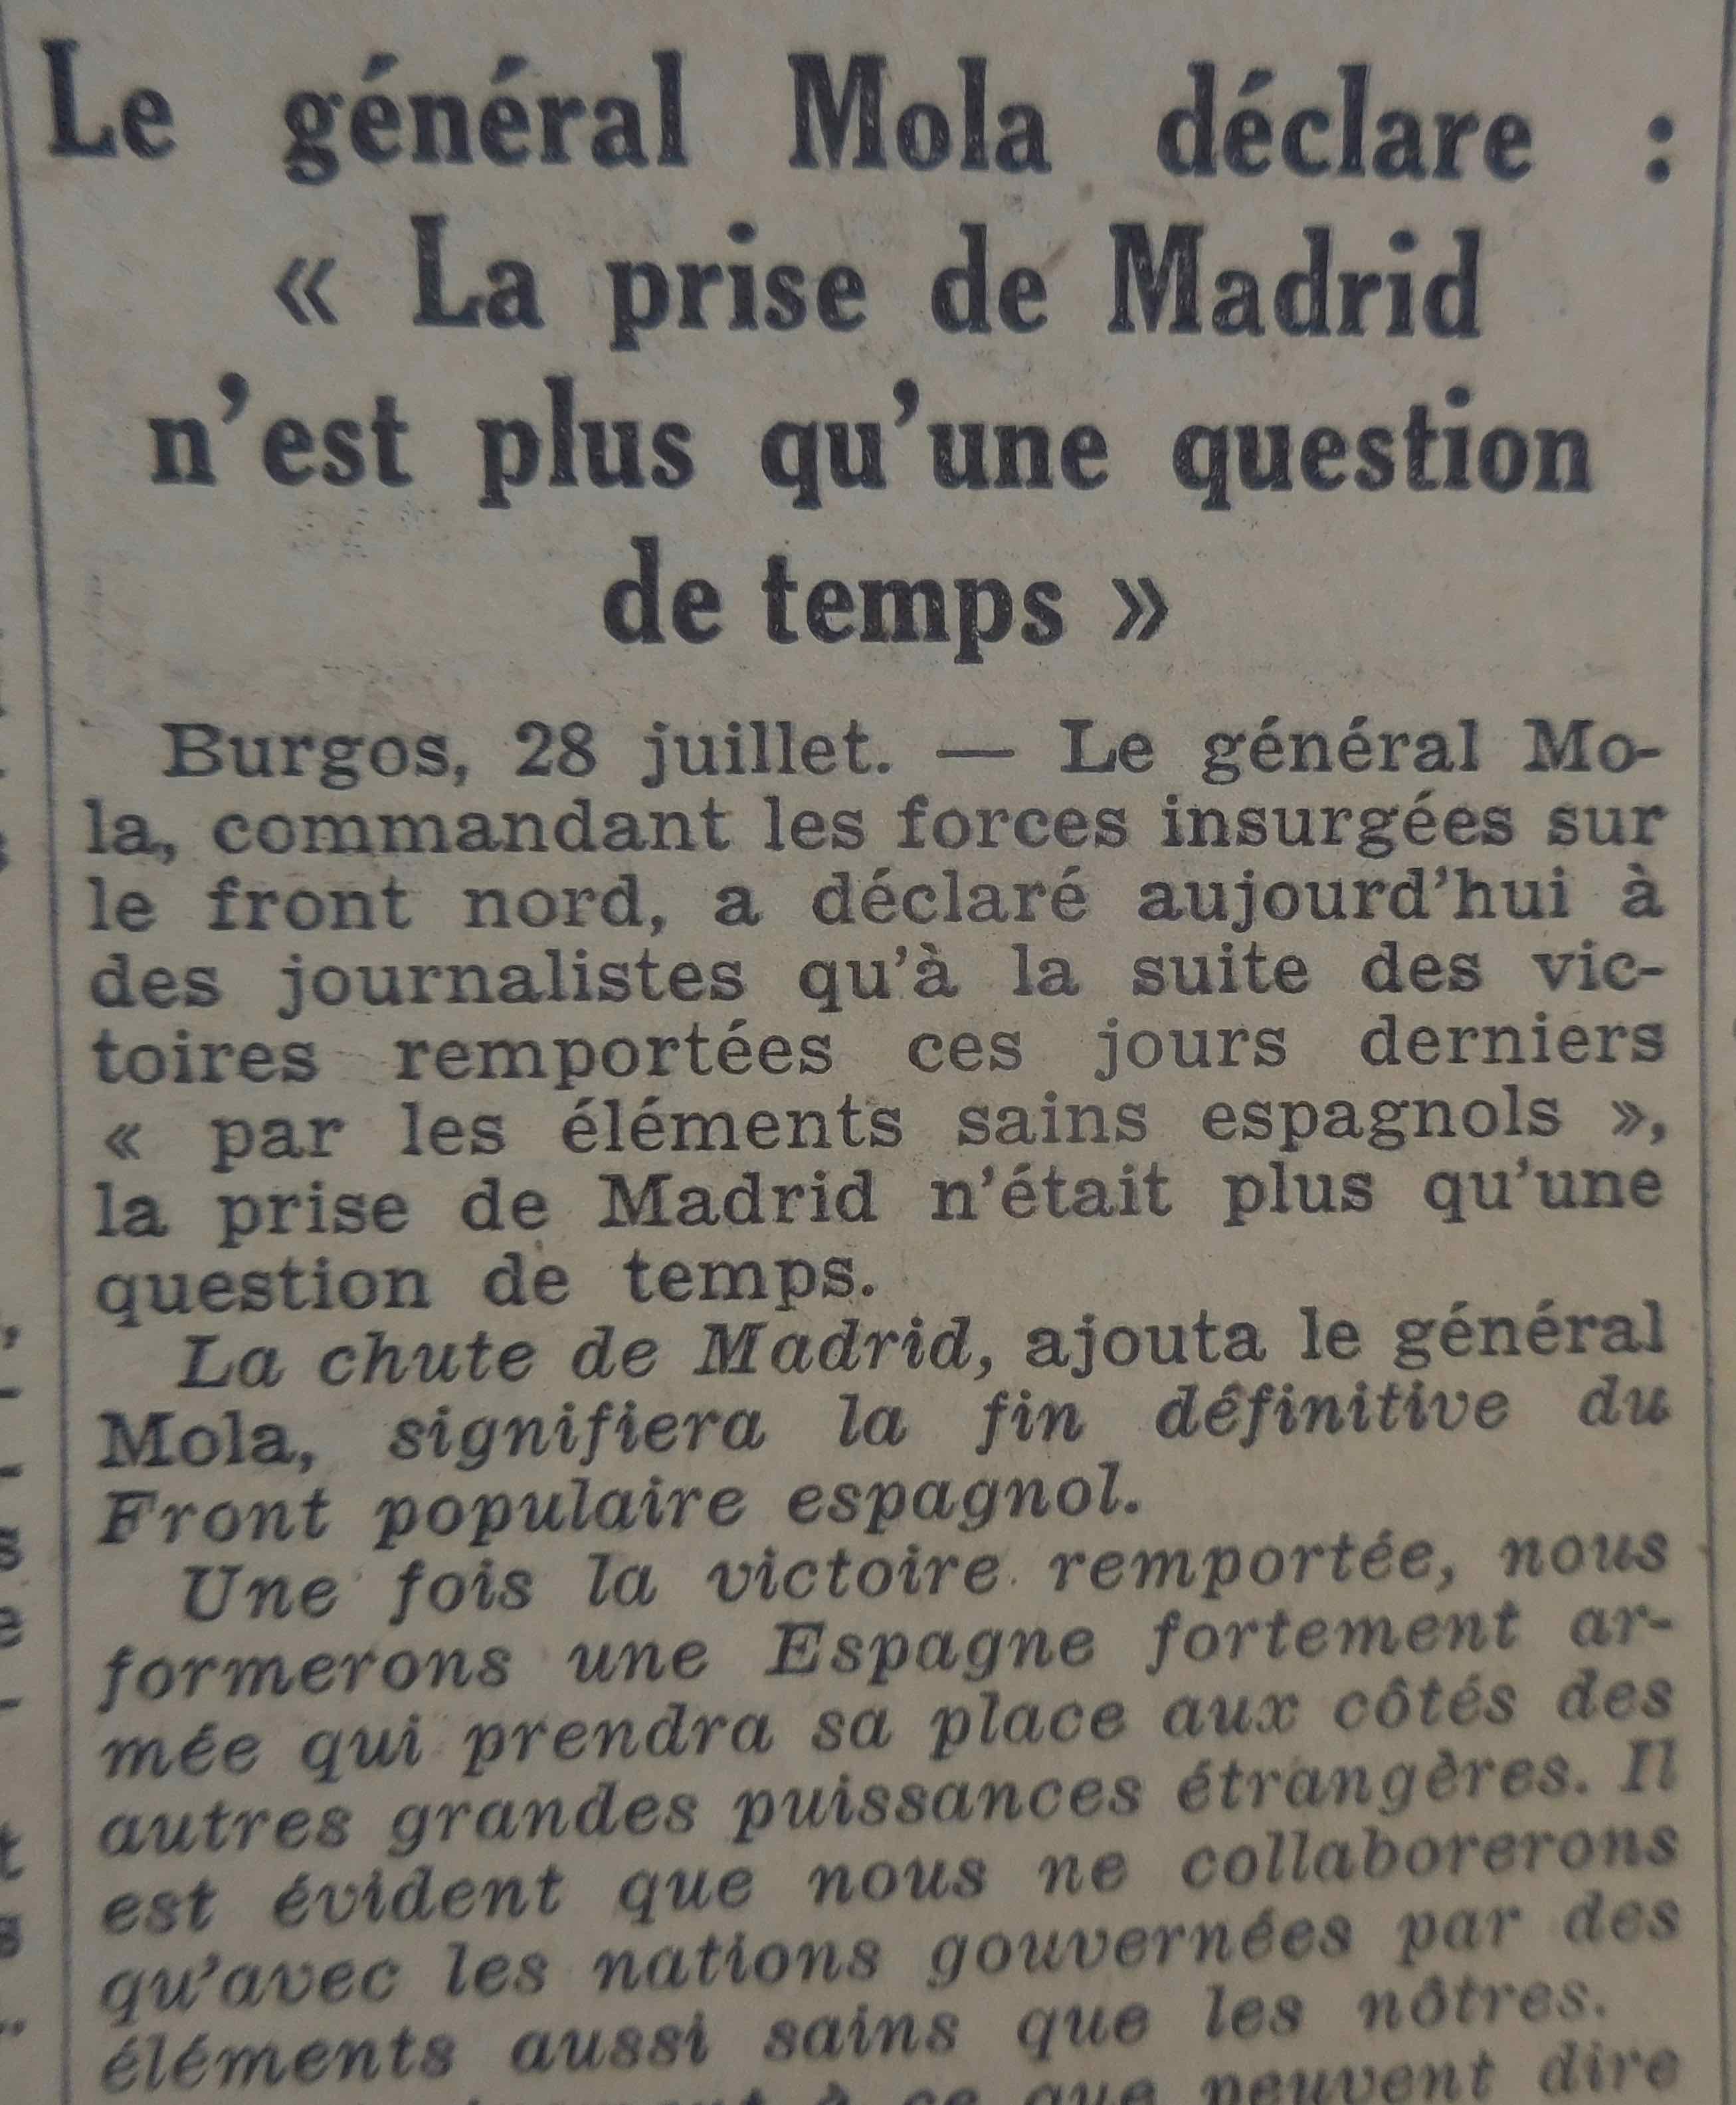 Le général Mola déclare :
« La prise de Madrid
n'est plus qu'une question
de temps »
Burgos, 28 juillet. — Le général Mo-
la, commandant les forces insurgées sur
le front nord, a déclaré aujourd'hui à
des journalistes qu'à la suite des vic-
toires remportées ces jours derniers
« par les éléments sains espagnols »,
la prise de Madrid n'était plus qu'une
question de temps.
La chute de Madrid, ajouta le général
Mola, signifiera la fin définitive du
Front populaire espagnol.
Une fois la victoire remportée, nous
formerons une Espagne fortement ar-
mée qui prendra sa place aux côtés des
autres grandes puissances étrangères. Il
est évident que nous ne collaborerons
qu'avec les nations gouvernées par des
éléments aussi sains que les nôtres.
à ce que peuvent dire